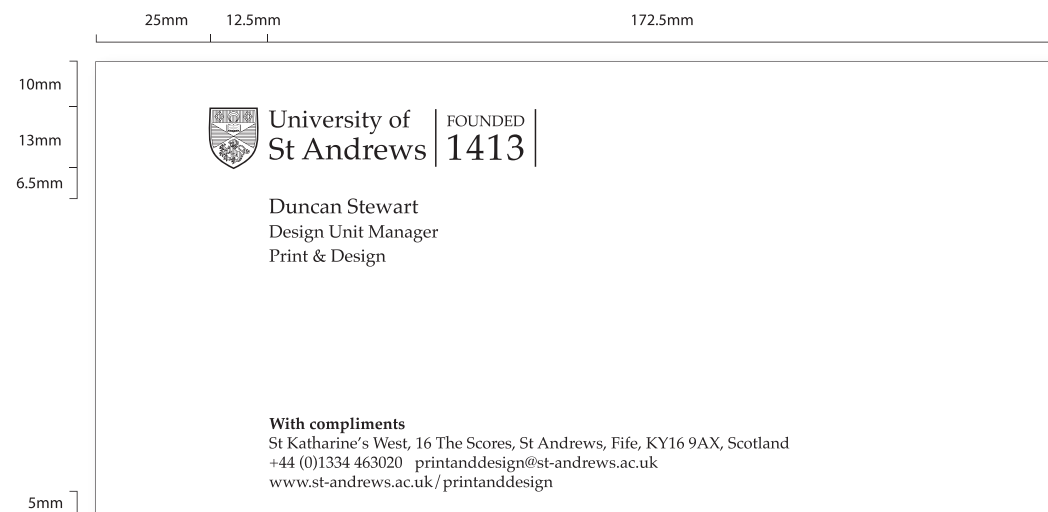 25mm 12.5mm 172.5mm
10mm
13mm
6.5mm
University of
St Andrews
FOUNDED
1413
Duncan Stewart
Design Unit Manager
Print & Design
With compliments
St Katharine’s West, 16 The Scores, St Andrews, Fife, KY16 9AX, Scotland
+44 (0)1334 463020 printanddesign@st-andrews.ac.uk
www.st-andrews.ac.uk/printanddesign
5mm